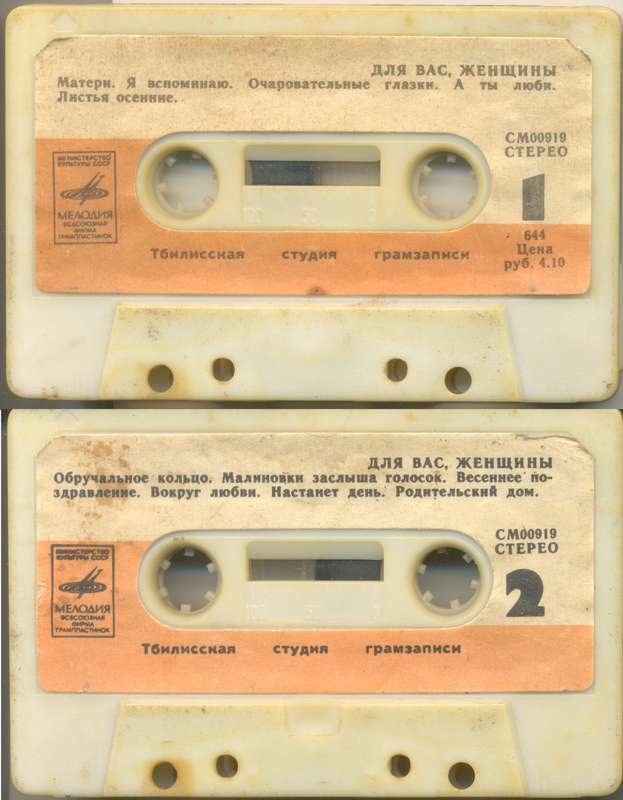 ДЛЯ ВАС, ЖЕНЩИНЫ
Матери. Я вспоминаю. Очаровательные глазки. А ты люби.
Листья осенние.
СМ00919
СТЕРЕО
МИНИСТЕРСТВО
КУЛЬТУРЫ СССР
МЕЛОДИЯ
ВСЕСОЮЗНАЯ
ФИРМА
ГРАМПЛАСТИНОК
1
644
Цена
руб. 4.10
Тбилисская студия грамзаписи
ДЛЯ ВАС, ЖЕНЩИНЫ
Обручальное кольцо. Малиновки заслыша голосок. Весеннее по-
здравление. Вокруг любви. Настанет день. Родительский дом.
СМ00919
СТЕРЕО
МИНИСТЕРСТВО
КУЛЬТУРЫ СССР
МЕЛОДИЯ
ВСЕСОЮЗНАЯ
ФИРМА
ГРАМПЛАСТИНОК
2
Тбилисская студия грамзаписи